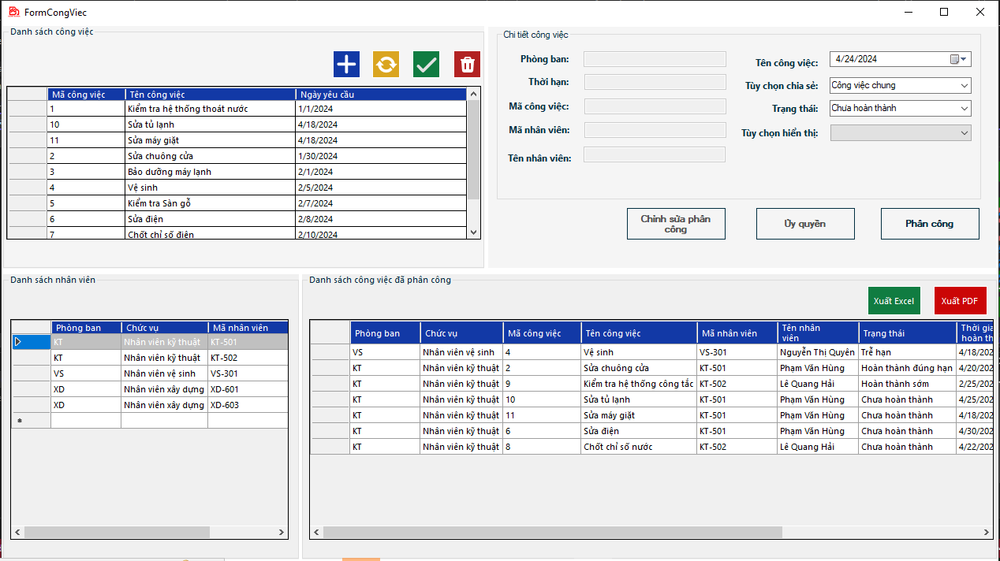 FormCongViec
Danh sách công việc
Mã công việc Tên công việc Ngày yêu cầu
1 Kiểm tra hệ thống thoát nước 1/1/2024
10 Sửa tủ lạnh 4/18/2024
11 Sửa máy giặt 4/18/2024
2 Sửa chuông cửa 1/30/2024
3 Bảo dưỡng máy lạnh 2/1/2024
4 Vệ sinh 2/5/2024
5 Kiểm tra Sàn gỗ 2/7/2024
6 Sửa điện 2/8/2024
7 Chốt chỉ số điện 2/10/2024
Chi tiết công việc
Phòng ban:
Thời hạn:
Mã công việc:
Mã nhân viên:
Tên nhân viên:
Tên công việc: 4/24/2024
Tùy chọn chia sẻ: Công việc chung
Trạng thái: Chưa hoàn thành
Tùy chọn hiển thị:
Chỉnh sửa phân
công
Ủy quyền
Phân công
Danh sách nhân viên
Phòng ban Chức vụ Mã nhân viên
KT Nhân viên kỹ thuật KT-501
KT Nhân viên kỹ thuật KT-502
VS Nhân viên vệ sinh VS-301
XD Nhân viên xây dựng XD-601
XD Nhân viên xây dựng XD-603
*
Danh sách công việc đã phân công
Xuất Excel Xuất PDF
Phòng ban Chức vụ Mã công việc Tên công việc Mã nhân viên Tên nhân viên Trạng thái Thời gia hoàn th
VS Nhân viên vệ sinh 4 Vệ sinh VS-301 Nguyễn Thị Quyên Trễ hạn 4/18/202
KT Nhân viên kỹ thuật 2 Sửa chuông cửa KT-501 Phạm Văn Hùng Hoàn thành đúng hạn 4/20/202
KT Nhân viên kỹ thuật 9 Kiểm tra hệ thống công tắc KT-502 Lê Quang Hải Hoàn thành sớm 2/25/202
KT Nhân viên kỹ thuật 10 Sửa tủ lạnh KT-501 Phạm Văn Hùng Chưa hoàn thành 4/25/202
KT Nhân viên kỹ thuật 11 Sửa máy giặt KT-501 Phạm Văn Hùng Chưa hoàn thành 4/18/202
KT Nhân viên kỹ thuật 6 Sửa điện KT-501 Phạm Văn Hùng Chưa hoàn thành 4/30/202
KT Nhân viên kỹ thuật 8 Chốt chỉ số nước KT-502 Lê Quang Hải Chưa hoàn thành 4/22/202